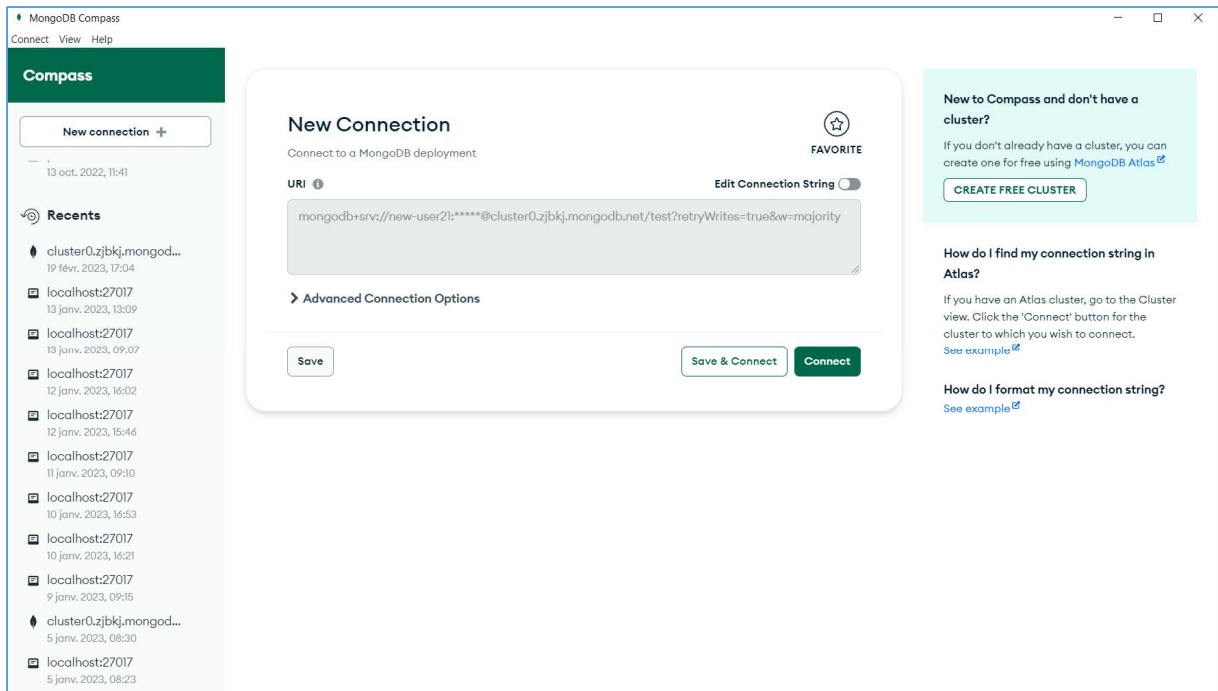 MongoDB Compass
Connect View Help
Compass
New connection
13 oct. 2022, 11:41
Recents
cluster0.zjbkj.mongod...
19 févr. 2023, 17:04
localhost:27017
13 janv. 2023, 13:09
localhost:27017
13 janv. 2023, 09:07
localhost:27017
12 janv. 2023, 16:02
localhost:27017
12 janv. 2023, 15:46
localhost:27017
11 janv. 2023, 09:10
localhost:27017
10 janv. 2023, 16:53
localhost:27017
10 janv. 2023, 16:21
localhost:27017
9 janv. 2023, 09:15
cluster0.zjbkj.mongod...
5 janv. 2023, 08:30
localhost:27017
5 janv. 2023, 08:23
New Connection
FAVORITE
Connect to a MongoDB deployment
URI
Edit Connection String
mongodb+srv://new-user21:*****@cluster0.zjbkj.mongodb.net/test?retryWrites=true&w=majority
Advanced Connection Options
Save
Save & Connect
Connect
New to Compass and don't have a
cluster?
If you don't already have a cluster, you can
create one for free using MongoDB Atlas
CREATE FREE CLUSTER
How do I find my connection string in
Atlas?
If you have an Atlas cluster, go to the Cluster
view. Click the 'Connect' button for the
cluster to which you wish to connect.
See example
How do I format my connection string?
See example